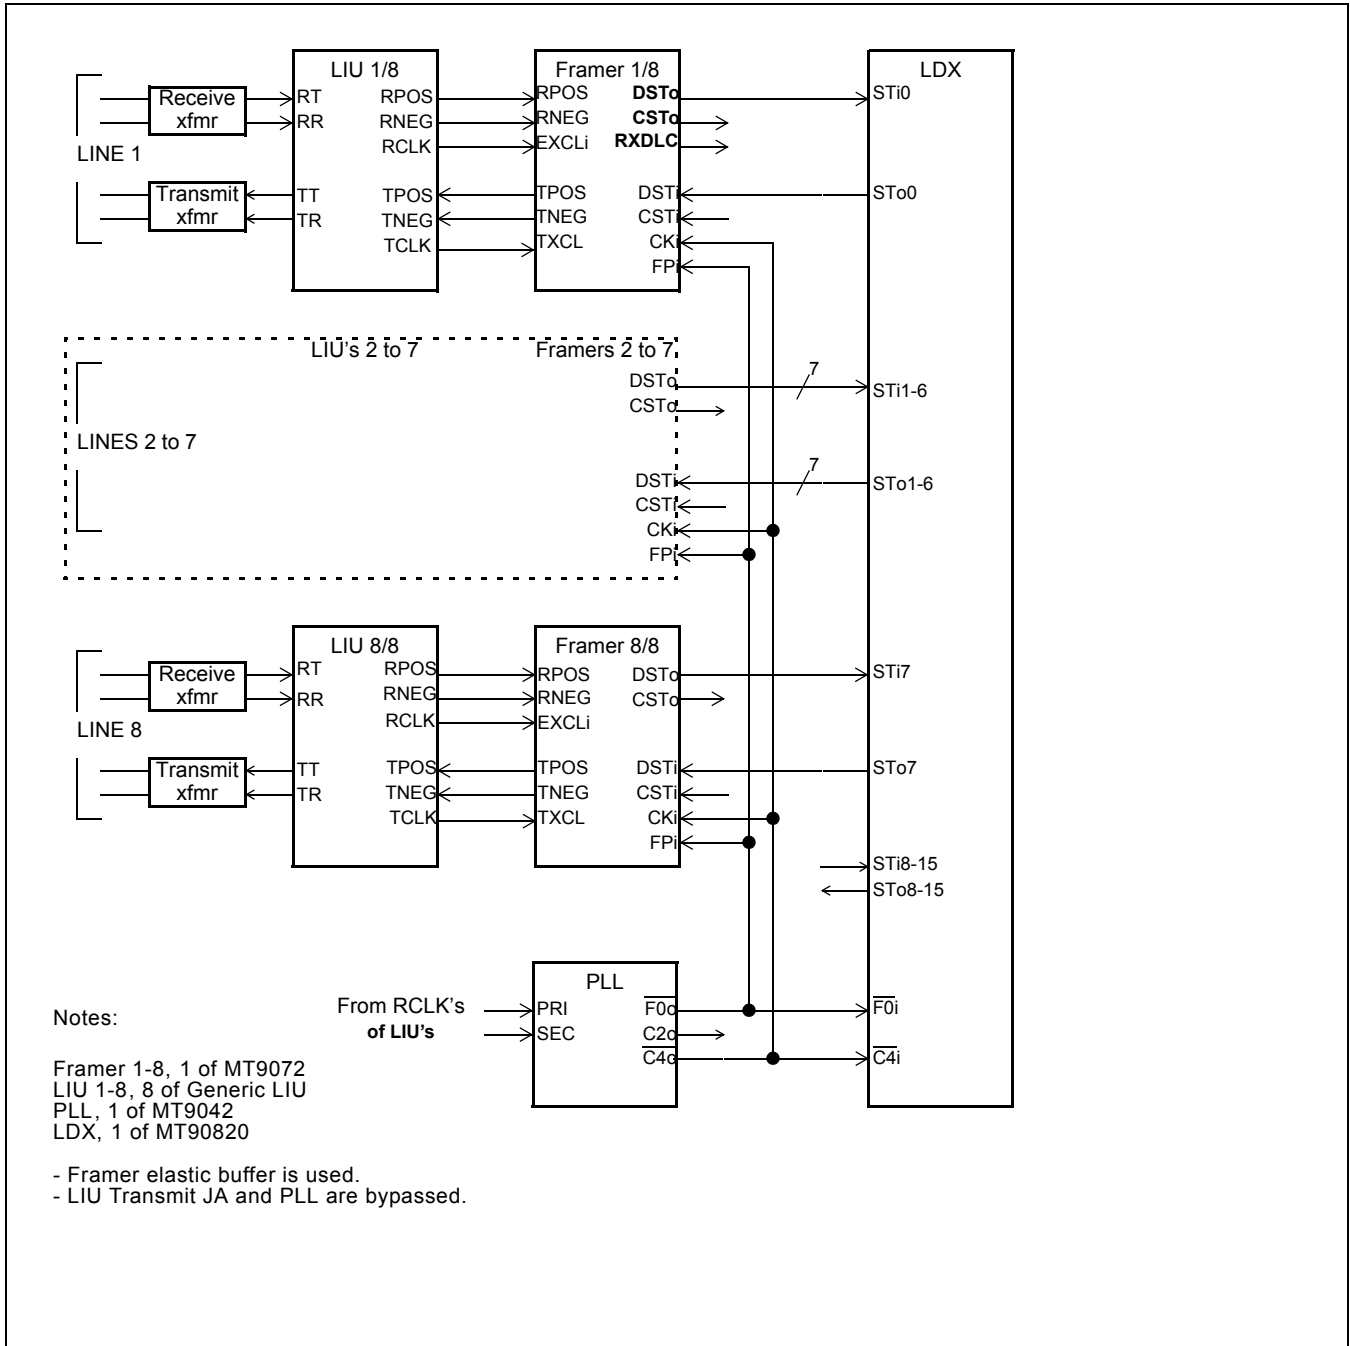 LIU 1/8
Framer 1/8
LDX
Receive
xfmr
RT
RR
RPOS
RNEG
RCLK
RPOS
RNEG
EXCLi
DSTo
CSTo
RXDLC
STi0
LINE 1
Transmit
xfmr
TT
TR
TPOS
TNEG
TCLK
TPOS
TNEG
TXCL
DSTi
CSTi
CKi
FPi
STo0
LIU's 2 to 7
Framers 2 to 7
DSTo
CSTo
7
STi1-6
LINES 2 to 7
DSTi
CSTi
CKi
FPi
7
STo1-6
LIU 8/8
Framer 8/8
Receive
xfmr
RT
RR
RPOS
RNEG
RCLK
RPOS
RNEG
EXCLi
DSTo
CSTo
STi7
LINE 8
Transmit
xfmr
TT
TR
TPOS
TNEG
TCLK
TPOS
TNEG
TXCL
DSTi
CSTi
CKi
FPi
STo7
STi8-15
STo8-15
PLL
From RCLK's
of LIU's
PRI
SEC
F0o
C2o
C4o
F0i
C4i
Notes:
Framer 1-8, 1 of MT9072
LIU 1-8, 8 of Generic LIU
PLL, 1 of MT9042
LDX, 1 of MT90820
- Framer elastic buffer is used.
- LIU Transmit JA and PLL are bypassed.